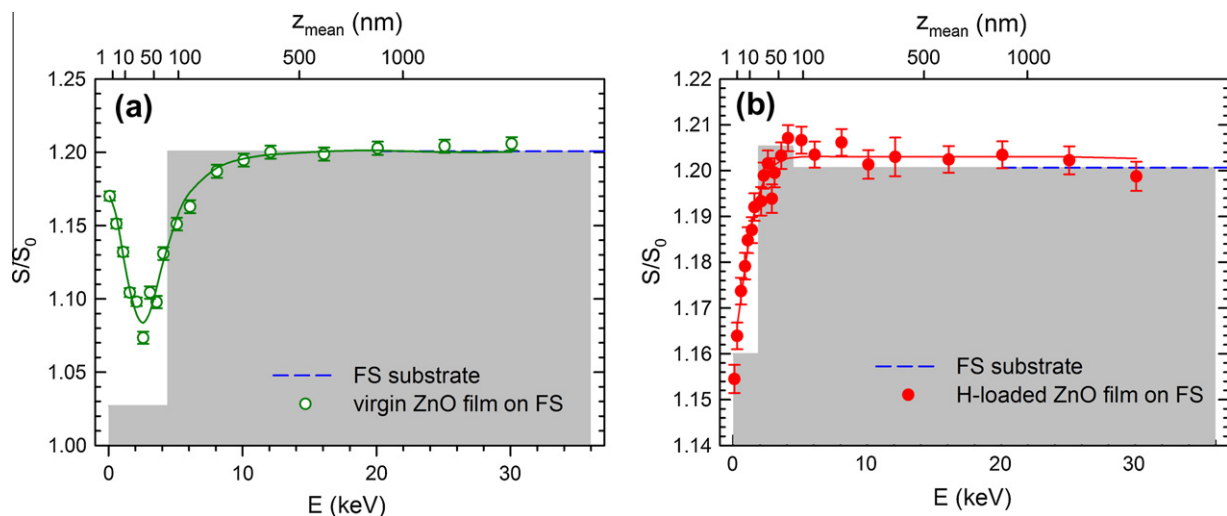 z_mean (nm)
1 10 50 100 500 1000
(a)
1.25
1.20
1.15
1.10
1.05
1.00
S/S₀
FS substrate
virgin ZnO film on FS
0 10 20 30
E (keV)
z_mean (nm)
1 10 50 100 500 1000
(b)
1.22
1.21
1.20
1.19
1.18
1.17
1.16
1.15
1.14
S/S₀
FS substrate
H-loaded ZnO film on FS
0 10 20 30
E (keV)